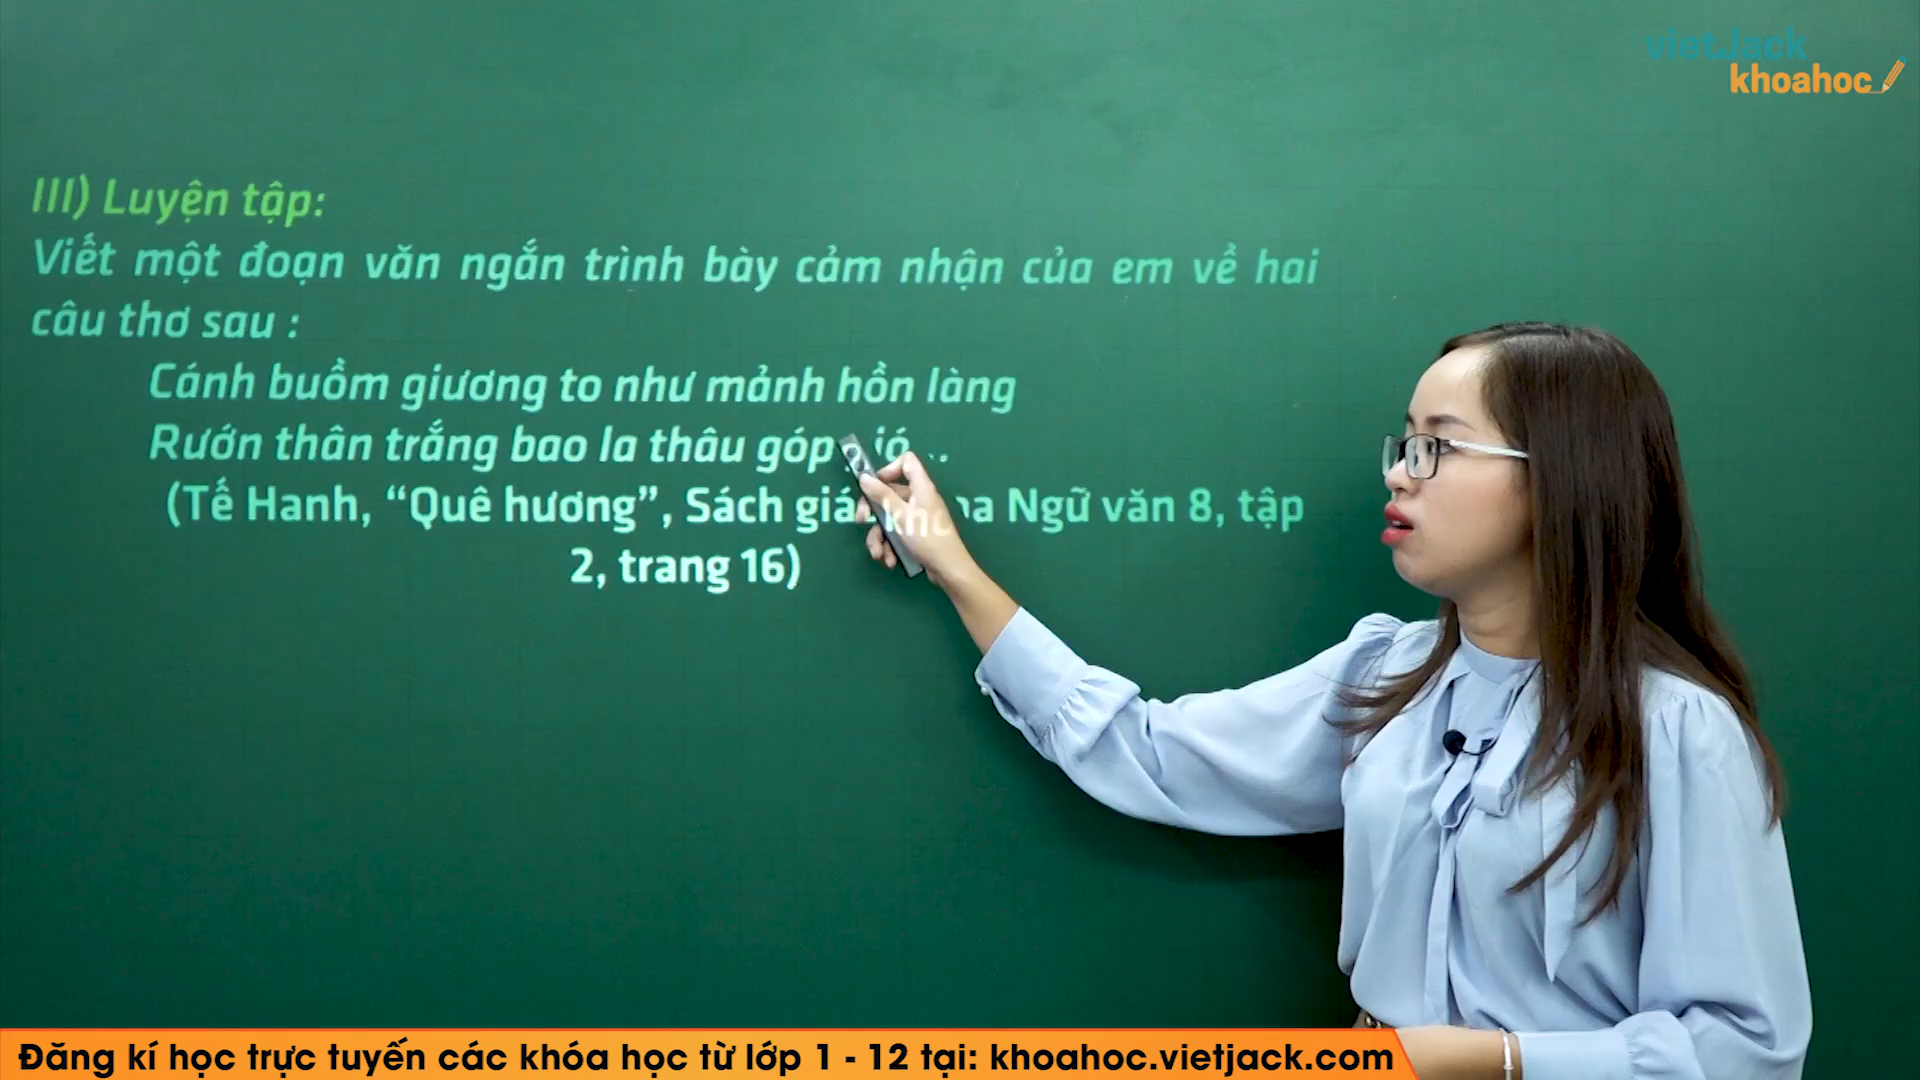 vietJack
khoahoc
III) Luyện tập:
Viết một đoạn văn ngắn trình bày cảm nhận của em về hai
câu thơ sau :
Cánh buồm giương to như mảnh hồn làng
Rướn thân trắng bao la thâu góp gió...
(Tế Hanh, “Quê hương”, Sách giáo khoa Ngữ văn 8, tập
2, trang 16)
Đăng kí học trực tuyến các khóa học từ lớp 1 - 12 tại: khoahoc.vietjack.com